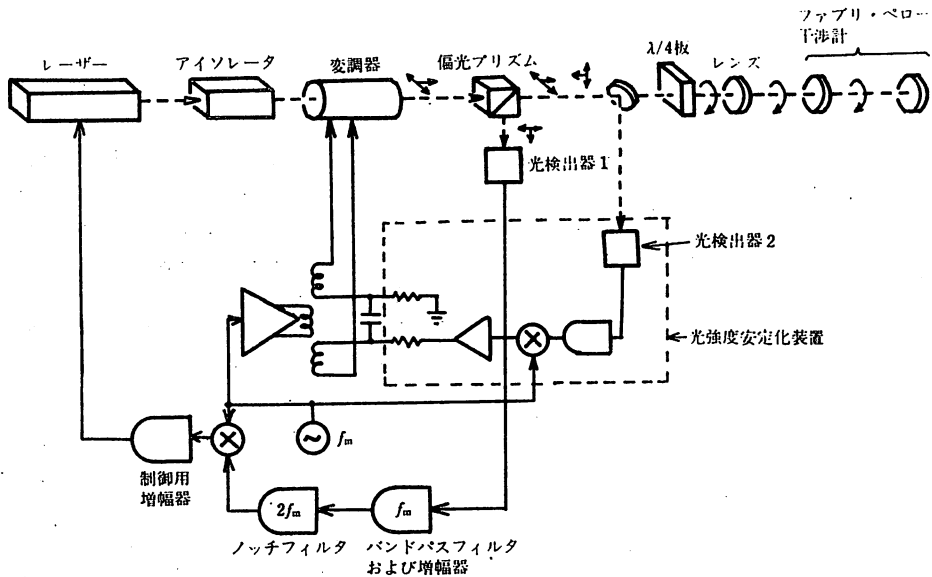 ファブリ・ペロー
干渉計
レーザー
アイソレータ
変調器
偏光プリズム
λ/4板
レンズ
光検出器1
光検出器2
光強度安定化装置
fm
制御用
増幅器
2fm
fm
ノッチフィルタ
バンドパスフィルタ
および増幅器